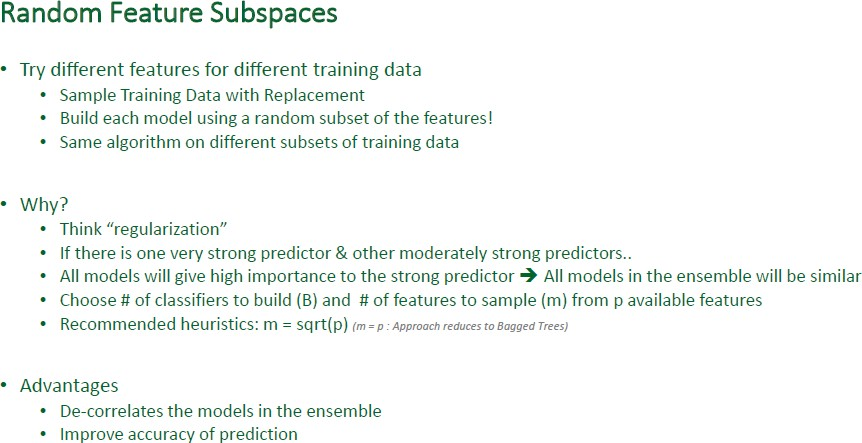 Random Feature Subspaces
• Try different features for different training data
• Sample Training Data with Replacement
• Build each model using a random subset of the features!
• Same algorithm on different subsets of training data
• Why?
• Think “regularization”
• If there is one very strong predictor & other moderately strong predictors..
• All models will give high importance to the strong predictor ➔ All models in the ensemble will be similar
• Choose # of classifiers to build (B) and # of features to sample (m) from p available features
• Recommended heuristics: m = sqrt(p) (m = p : Approach reduces to Bagged Trees)
• Advantages
• De-correlates the models in the ensemble
• Improve accuracy of prediction